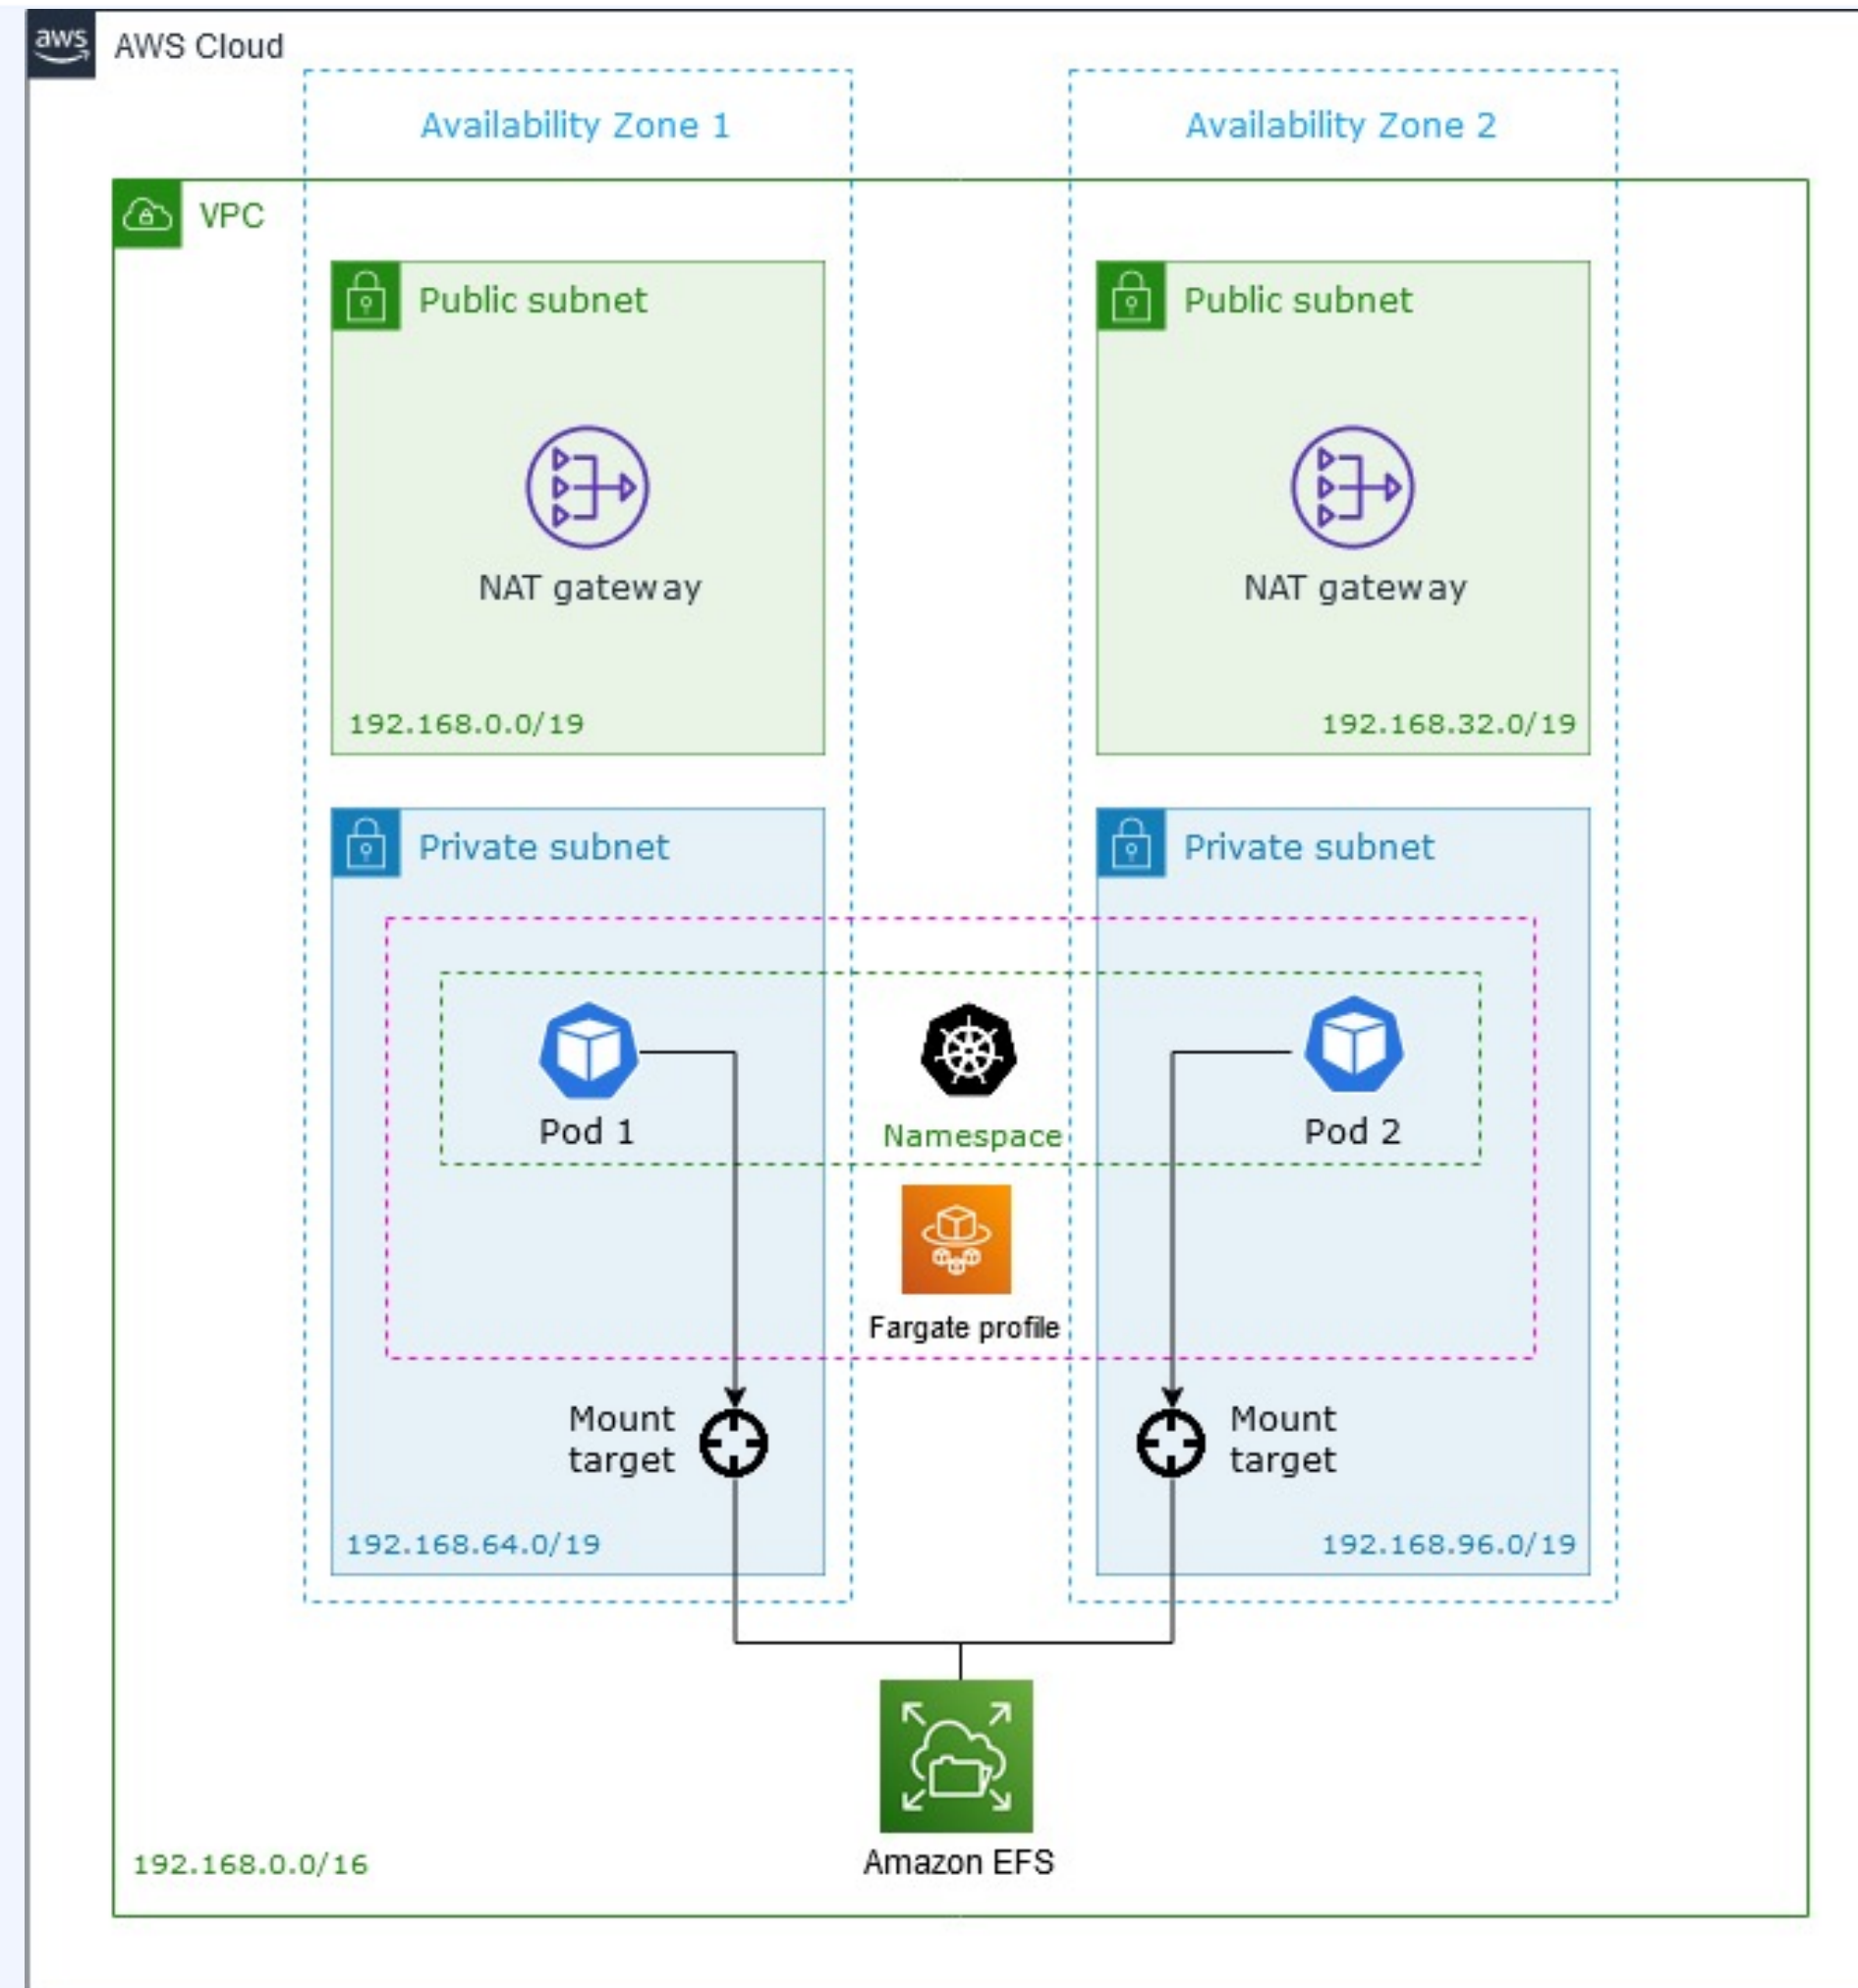 aws
AWS Cloud
Availability Zone 1
Availability Zone 2
VPC
Public subnet
Public subnet
NAT gateway
NAT gateway
192.168.0.0/19
192.168.32.0/19
Private subnet
Private subnet
Pod 1
Namespace
Pod 2
Fargate profile
Mount
target
Mount
target
192.168.64.0/19
192.168.96.0/19
Amazon EFS
192.168.0.0/16